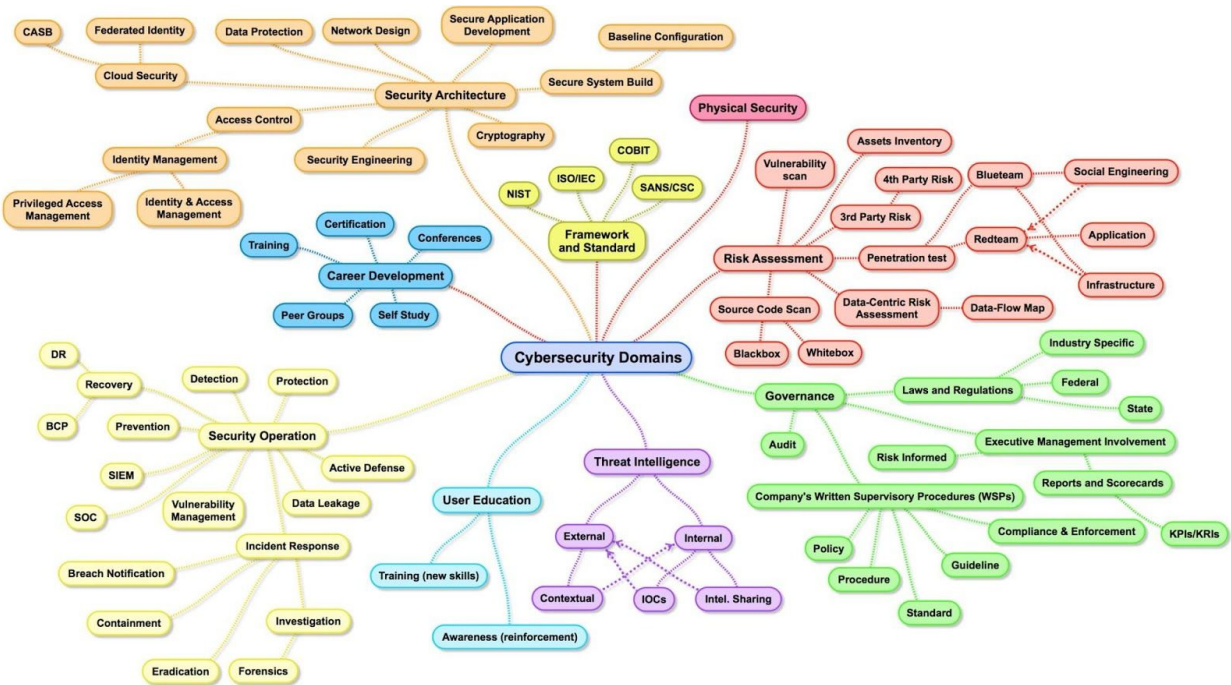 CASB
Federated Identity
Cloud Security
Data Protection
Network Design
Secure Application
Development
Baseline Configuration
Secure System Build
Security Architecture
Access Control
Cryptography
Security Engineering
Identity Management
Privileged Access
Management
Identity & Access
Management
Physical Security
COBIT
ISO/IEC
SANS/CSC
NIST
Framework
and Standard
Certification
Training
Conferences
Career Development
Peer Groups
Self Study
Assets Inventory
Vulnerability
scan
4th Party Risk
Blueteam
Social Engineering
3rd Party Risk
Redteam
Application
Risk Assessment
Penetration test
Infrastructure
Source Code Scan
Data-Centric Risk
Assessment
Data-Flow Map
Blackbox
Whitebox
Cybersecurity Domains
DR
Recovery
BCP
Detection
Protection
Prevention
Security Operation
SIEM
Active Defense
SOC
Vulnerability
Management
Data Leakage
Incident Response
Breach Notification
Containment
Investigation
Eradication
Forensics
User Education
Training (new skills)
Awareness (reinforcement)
Threat Intelligence
External
Internal
Contextual
IOCs
Intel. Sharing
Industry Specific
Governance
Laws and Regulations
Federal
State
Audit
Executive Management Involvement
Risk Informed
Reports and Scorecards
KPIs/KRIs
Company's Written Supervisory Procedures (WSPs)
Compliance & Enforcement
Policy
Procedure
Guideline
Standard